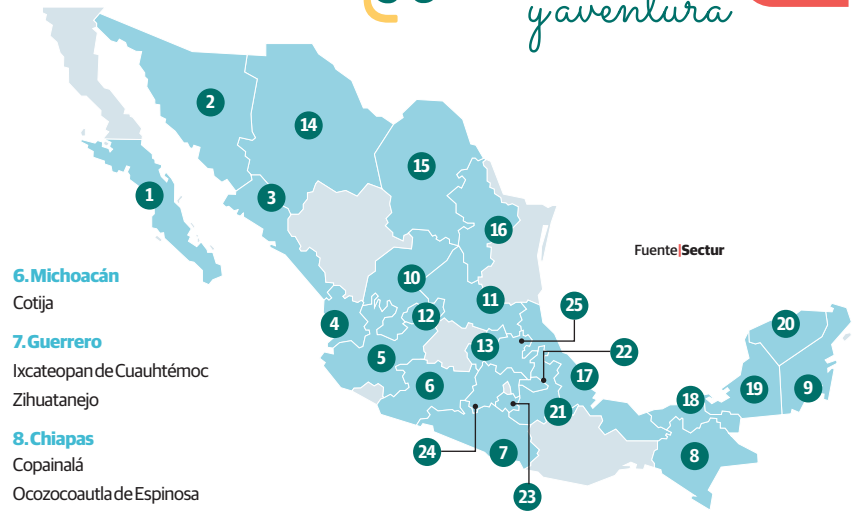 y aventura
2
14
15
1
3
16
Fuente|Sectur
6. Michoacán
Cotija
7. Guerrero
Ixcateopan de Cuauhtémoc
Zihuatanejo
8. Chiapas
Copainalá
Ocozocoautla de Espinosa
10
11
25
4
12
20
13
22
5
17
6
19
9
18
21
24
7
8
23